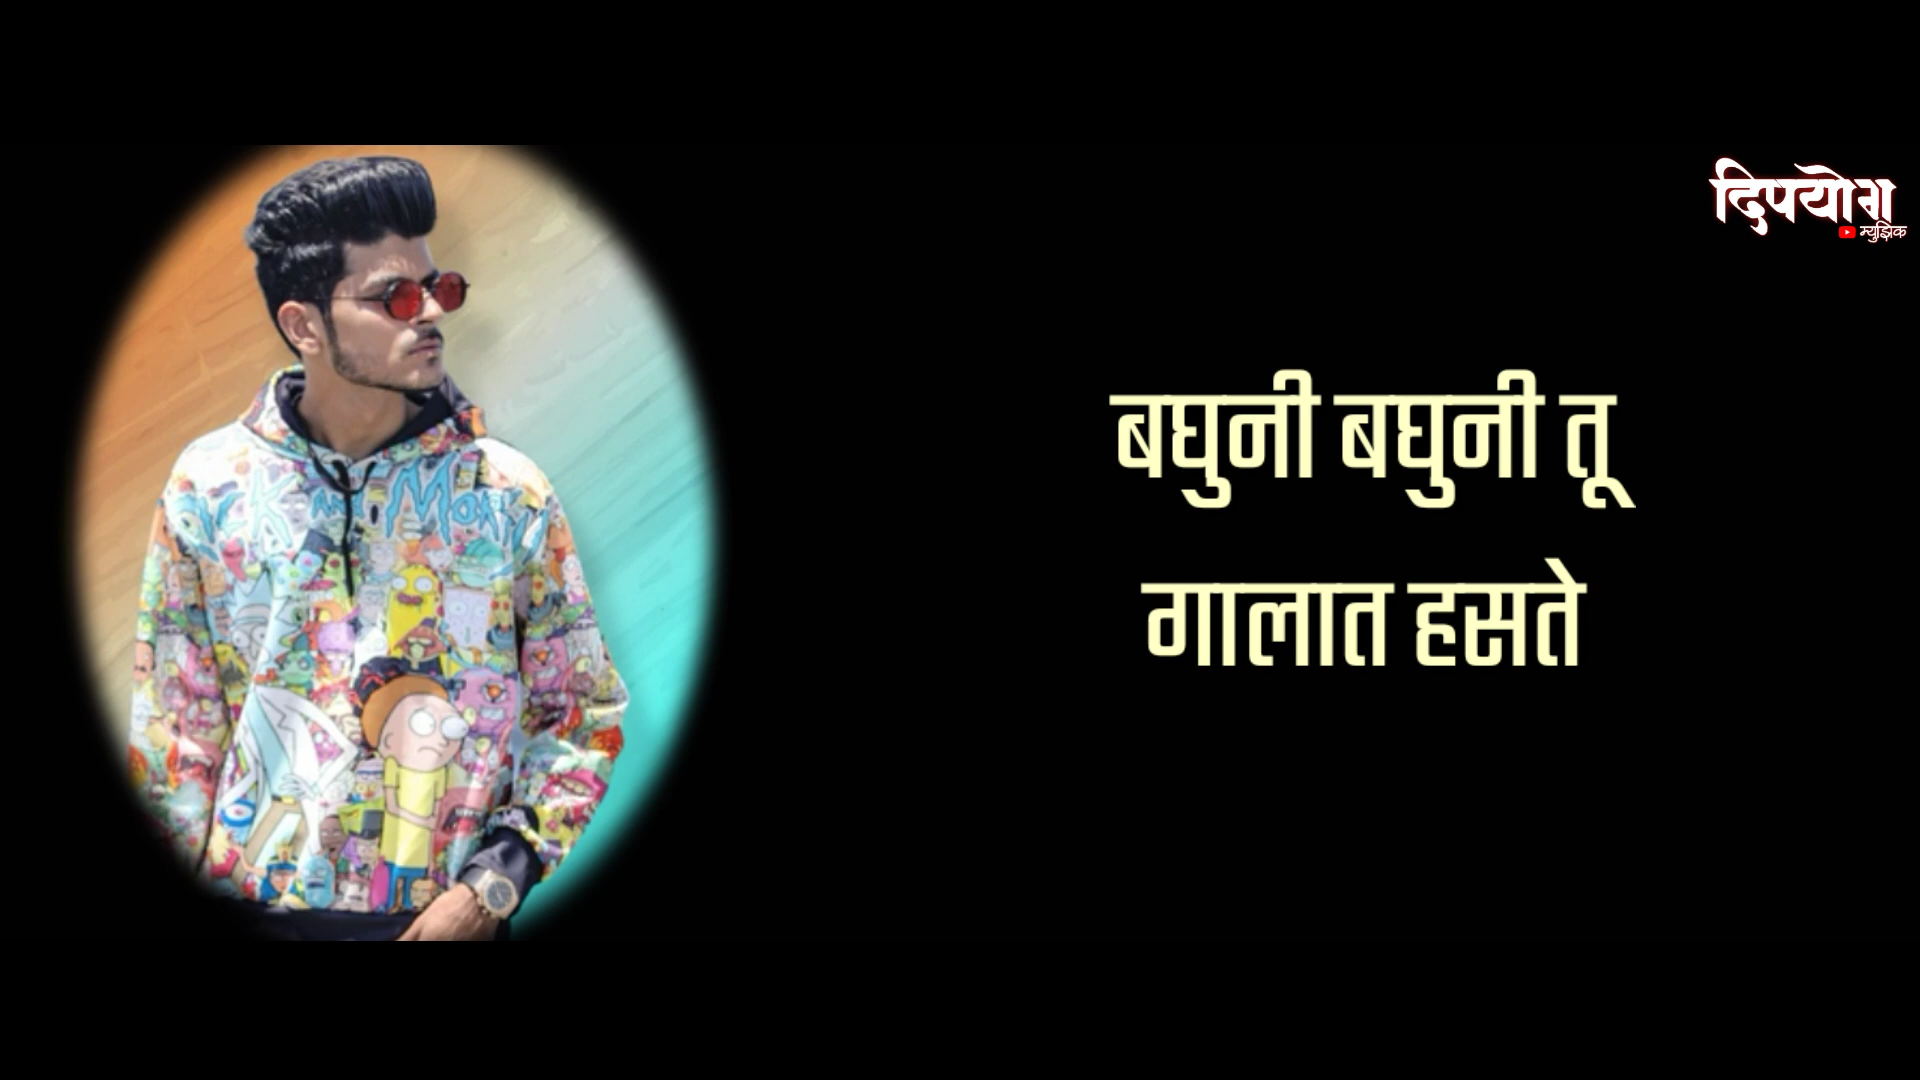 दिपयोग
म्युझिक
बघुनी बघुनी तू
गालात हसते